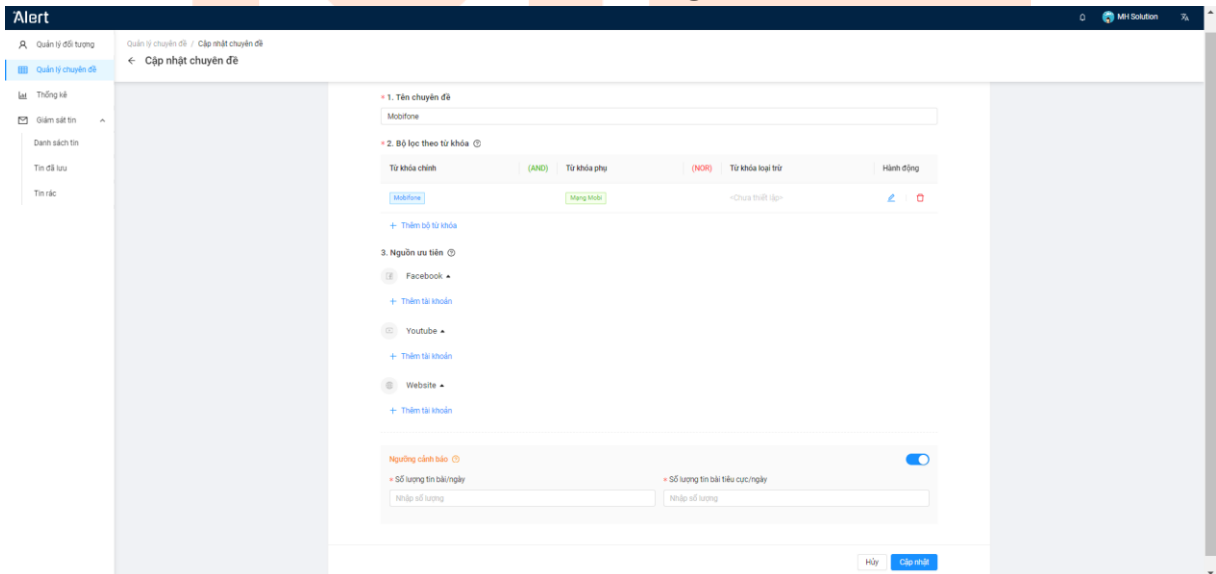 Alert
MH Solution
Quản lý đối tượng
Quản lý chuyên đề
Thống kê
Giám sát tin
Danh sách tin
Tin đã lưu
Tin rác
Quản lý chuyên đề / Cập nhật chuyên đề
← Cập nhật chuyên đề
* 1. Tên chuyên đề
Mobifone
* 2. Bộ lọc theo từ khóa
Từ khóa chính (AND) Từ khóa phụ (NOR) Từ khóa loại trừ Hành động
Mobifone Mạng Mobi <Chưa thiết lập>
+ Thêm bộ từ khóa
3. Nguồn ưu tiên
Facebook
+ Thêm tài khoản
Youtube
+ Thêm tài khoản
Website
+ Thêm tài khoản
Ngưỡng cảnh báo
* Số lượng tin bài/ngày * Số lượng tin bài tiêu cực/ngày
Nhập số lượng Nhập số lượng
Hủy Cập nhật